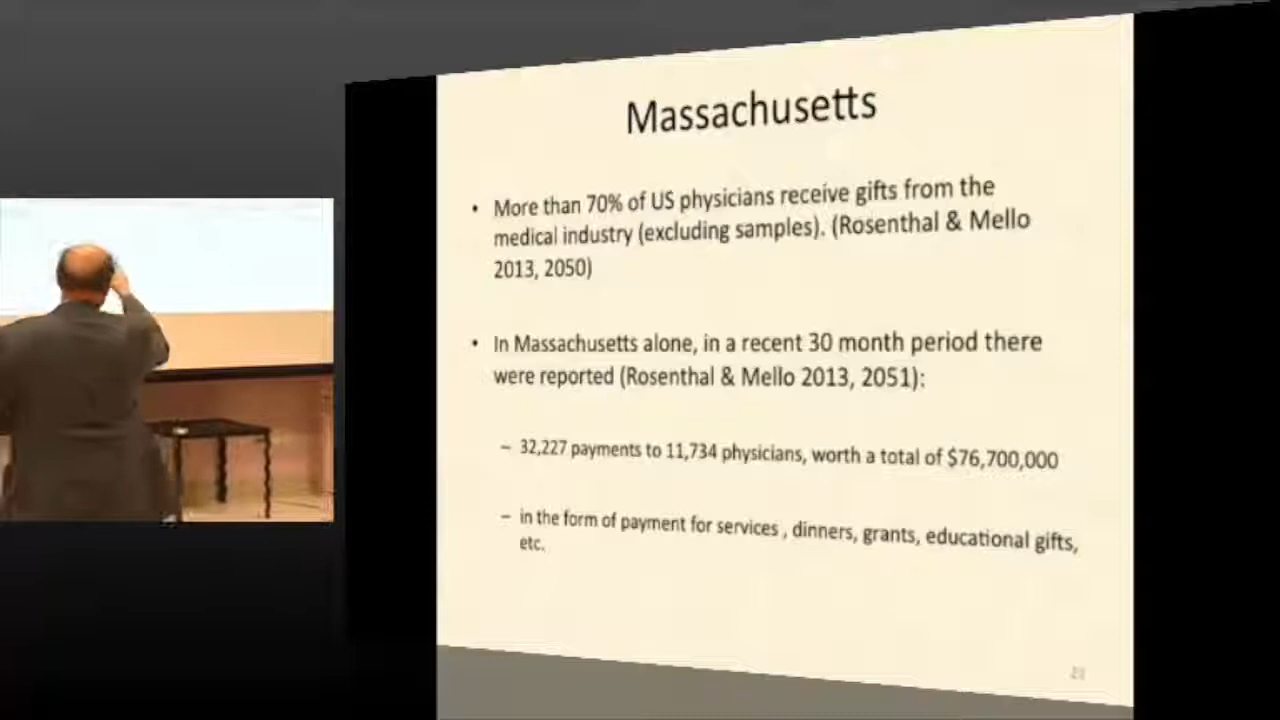 Massachusetts
• More than 70% of US physicians receive gifts from the
medical industry (excluding samples). (Rosenthal & Mello
2013, 2050)
• In Massachusetts alone, in a recent 30 month period there
were reported (Rosenthal & Mello 2013, 2051):
– 32,227 payments to 11,734 physicians, worth a total of $76,700,000
– in the form of payment for services , dinners, grants, educational gifts,
etc.